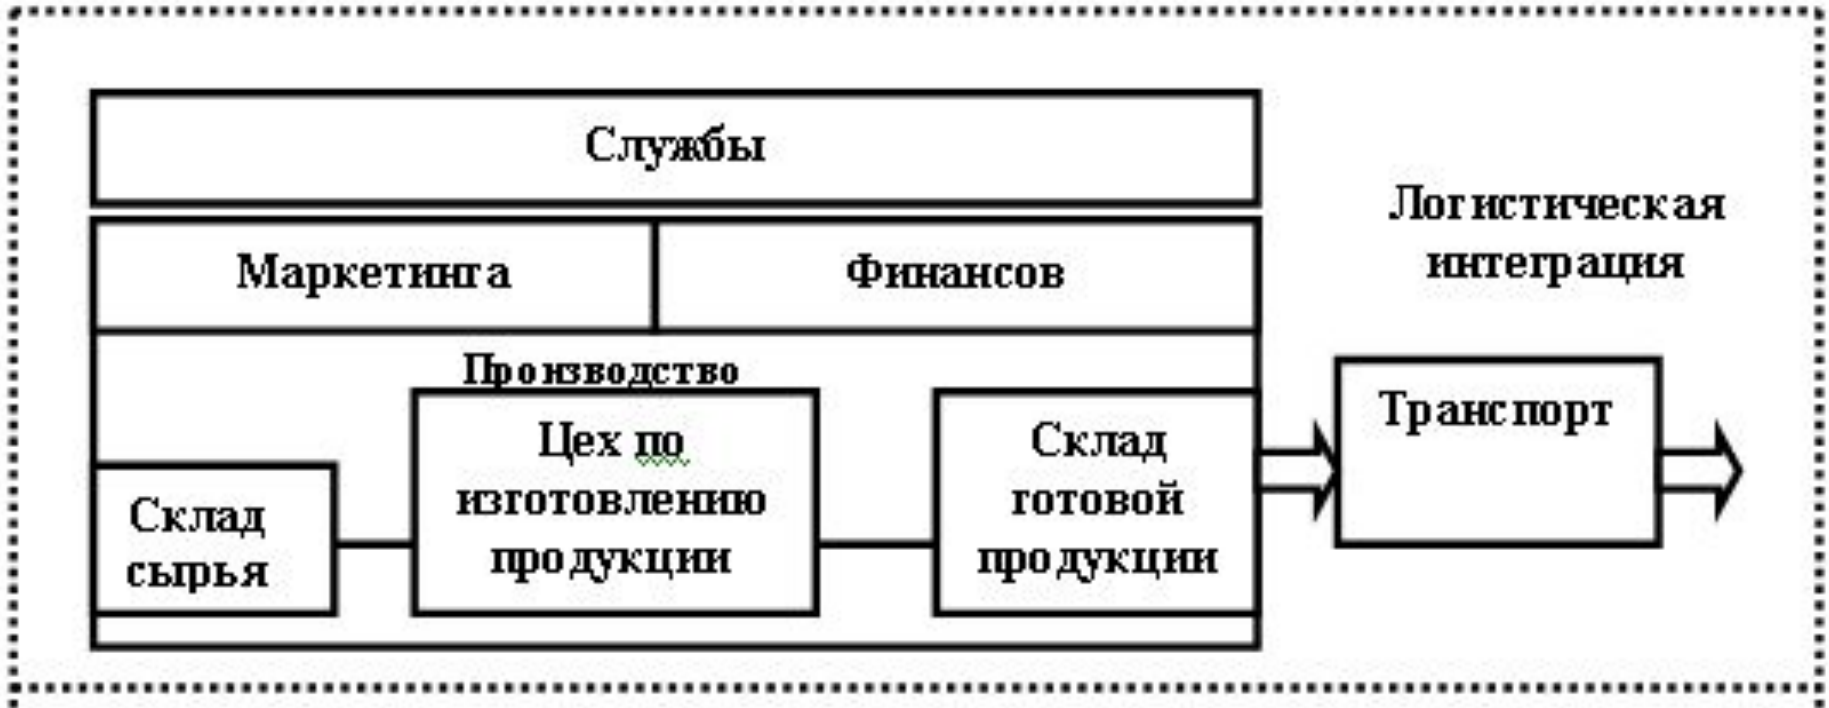 Службы
Логистическая
интеграция
Маркетинга
Финансов
Производство
Цех по
изготовлению
продукции
Склад
готовой
продукции
Транспорт
Склад
сырья